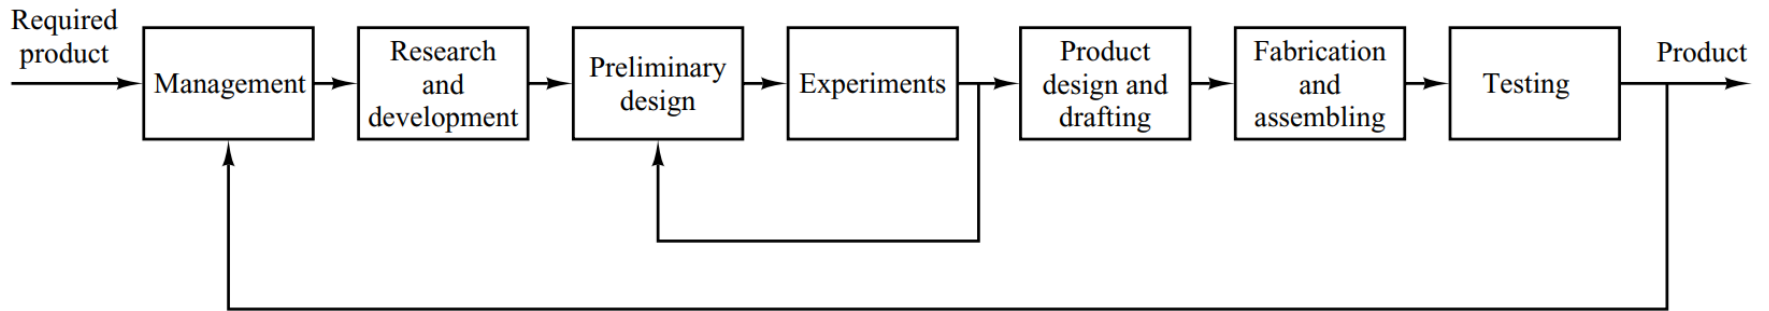 Required
product
Management
Research
and
development
Preliminary
design
Experiments
Product
design and
drafting
Fabrication
and
assembling
Testing
Product